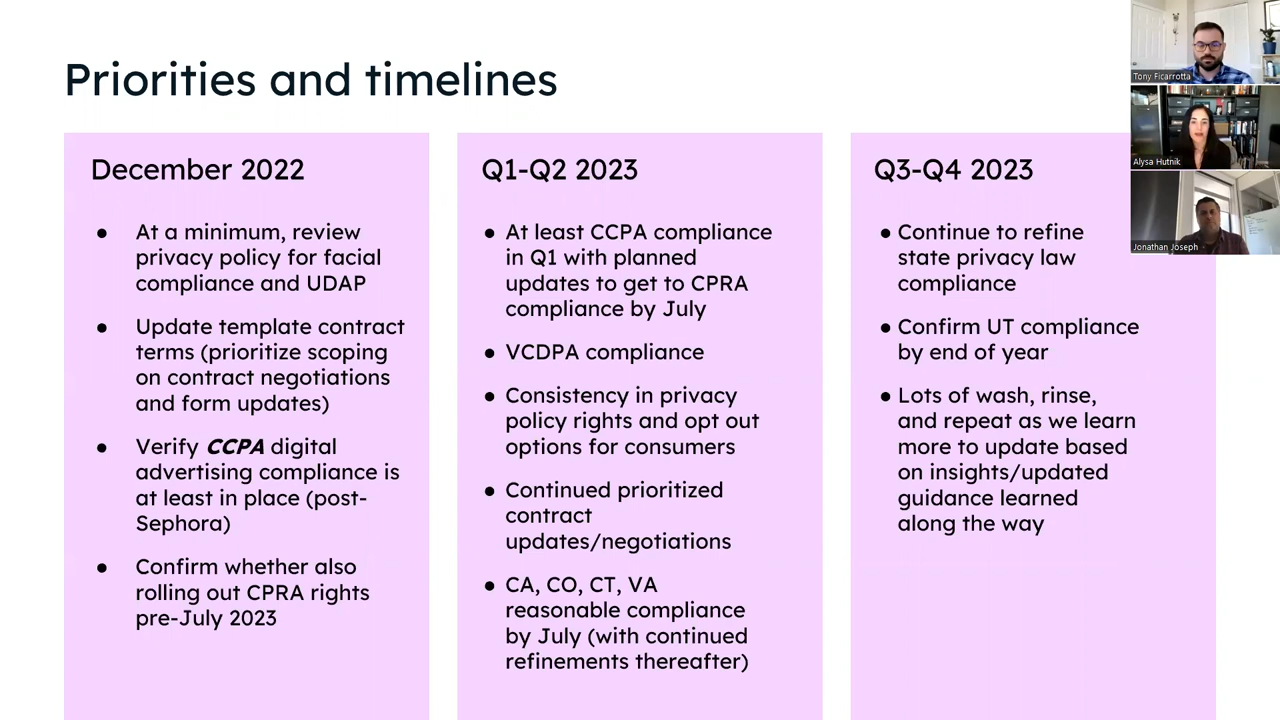 Priorities and timelines
December 2022
● At a minimum, review
privacy policy for facial
compliance and UDAP
● Update template contract
terms (prioritize scoping
on contract negotiations
and form updates)
● Verify CCPA digital
advertising compliance is
at least in place (post-
Sephora)
● Confirm whether also
rolling out CPRA rights
pre-July 2023
Q1-Q2 2023
● At least CCPA compliance
in Q1 with planned
updates to get to CPRA
compliance by July
● VCDPA compliance
● Consistency in privacy
policy rights and opt out
options for consumers
● Continued prioritized
contract
updates/negotiations
● CA, CO, CT, VA
reasonable compliance
by July (with continued
refinements thereafter)
Q3-Q4 2023
● Continue to refine
state privacy law
compliance
● Confirm UT compliance
by end of year
● Lots of wash, rinse,
and repeat as we learn
more to update based
on insights/updated
guidance learned
along the way
Tony Ficarrotta
Alysa Hutnik
Jonathan Joseph